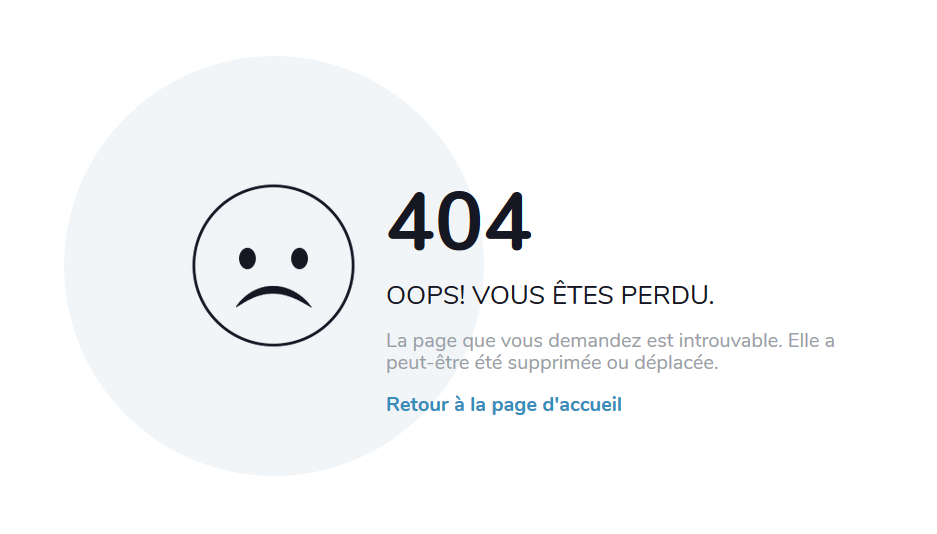 404
OOPS! VOUS ÊTES PERDU.
La page que vous demandez est introuvable. Elle a
peut-être été supprimée ou déplacée.
Retour à la page d'accueil